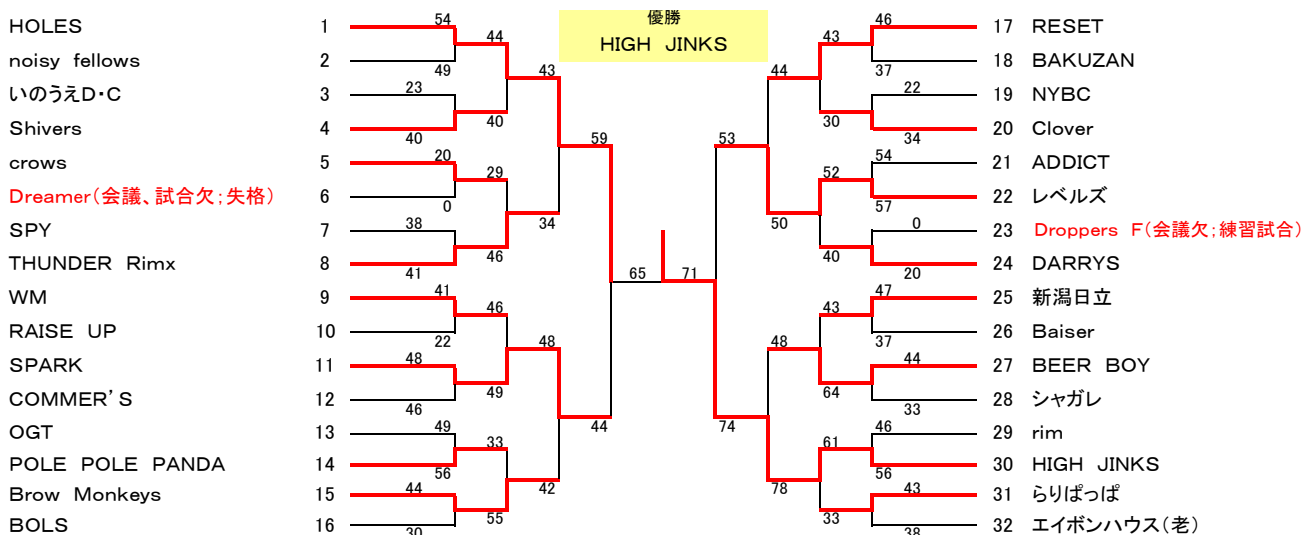 優勝
HIGH JINKS
HOLES 1 54
noisy fellows 2 49
44
いのうえD・C 3 23
Shivers 4 40
40
43
crows 5 20
Dreamer(会議、試合欠;失格) 6 0
29
SPY 7 38
THUNDER Rimx 8 41
46
34
59
WM 9 41
RAISE UP 10 22
46
SPARK 11 48
COMMER'S 12 46
49
48
OGT 13 49
POLE POLE PANDA 14 56
33
Brow Monkeys 15 44
BOLS 16 30
55
42
44
65 71
46 17 RESET
37 18 BAKUZAN
43
22 19 NYBC
34 20 Clover
30
44
54 21 ADDICT
57 22 レベルズ
52
0 23 Droppers F(会議欠;練習試合)
20 24 DARRYS
40
50
53
47 25 新潟日立
37 26 Baiser
43
44 27 BEER BOY
33 28 シャガレ
64
48
46 29 rim
56 30 HIGH JINKS
61
43 31 らりぱっぱ
38 32 エイボンハウス(老)
33
78
74